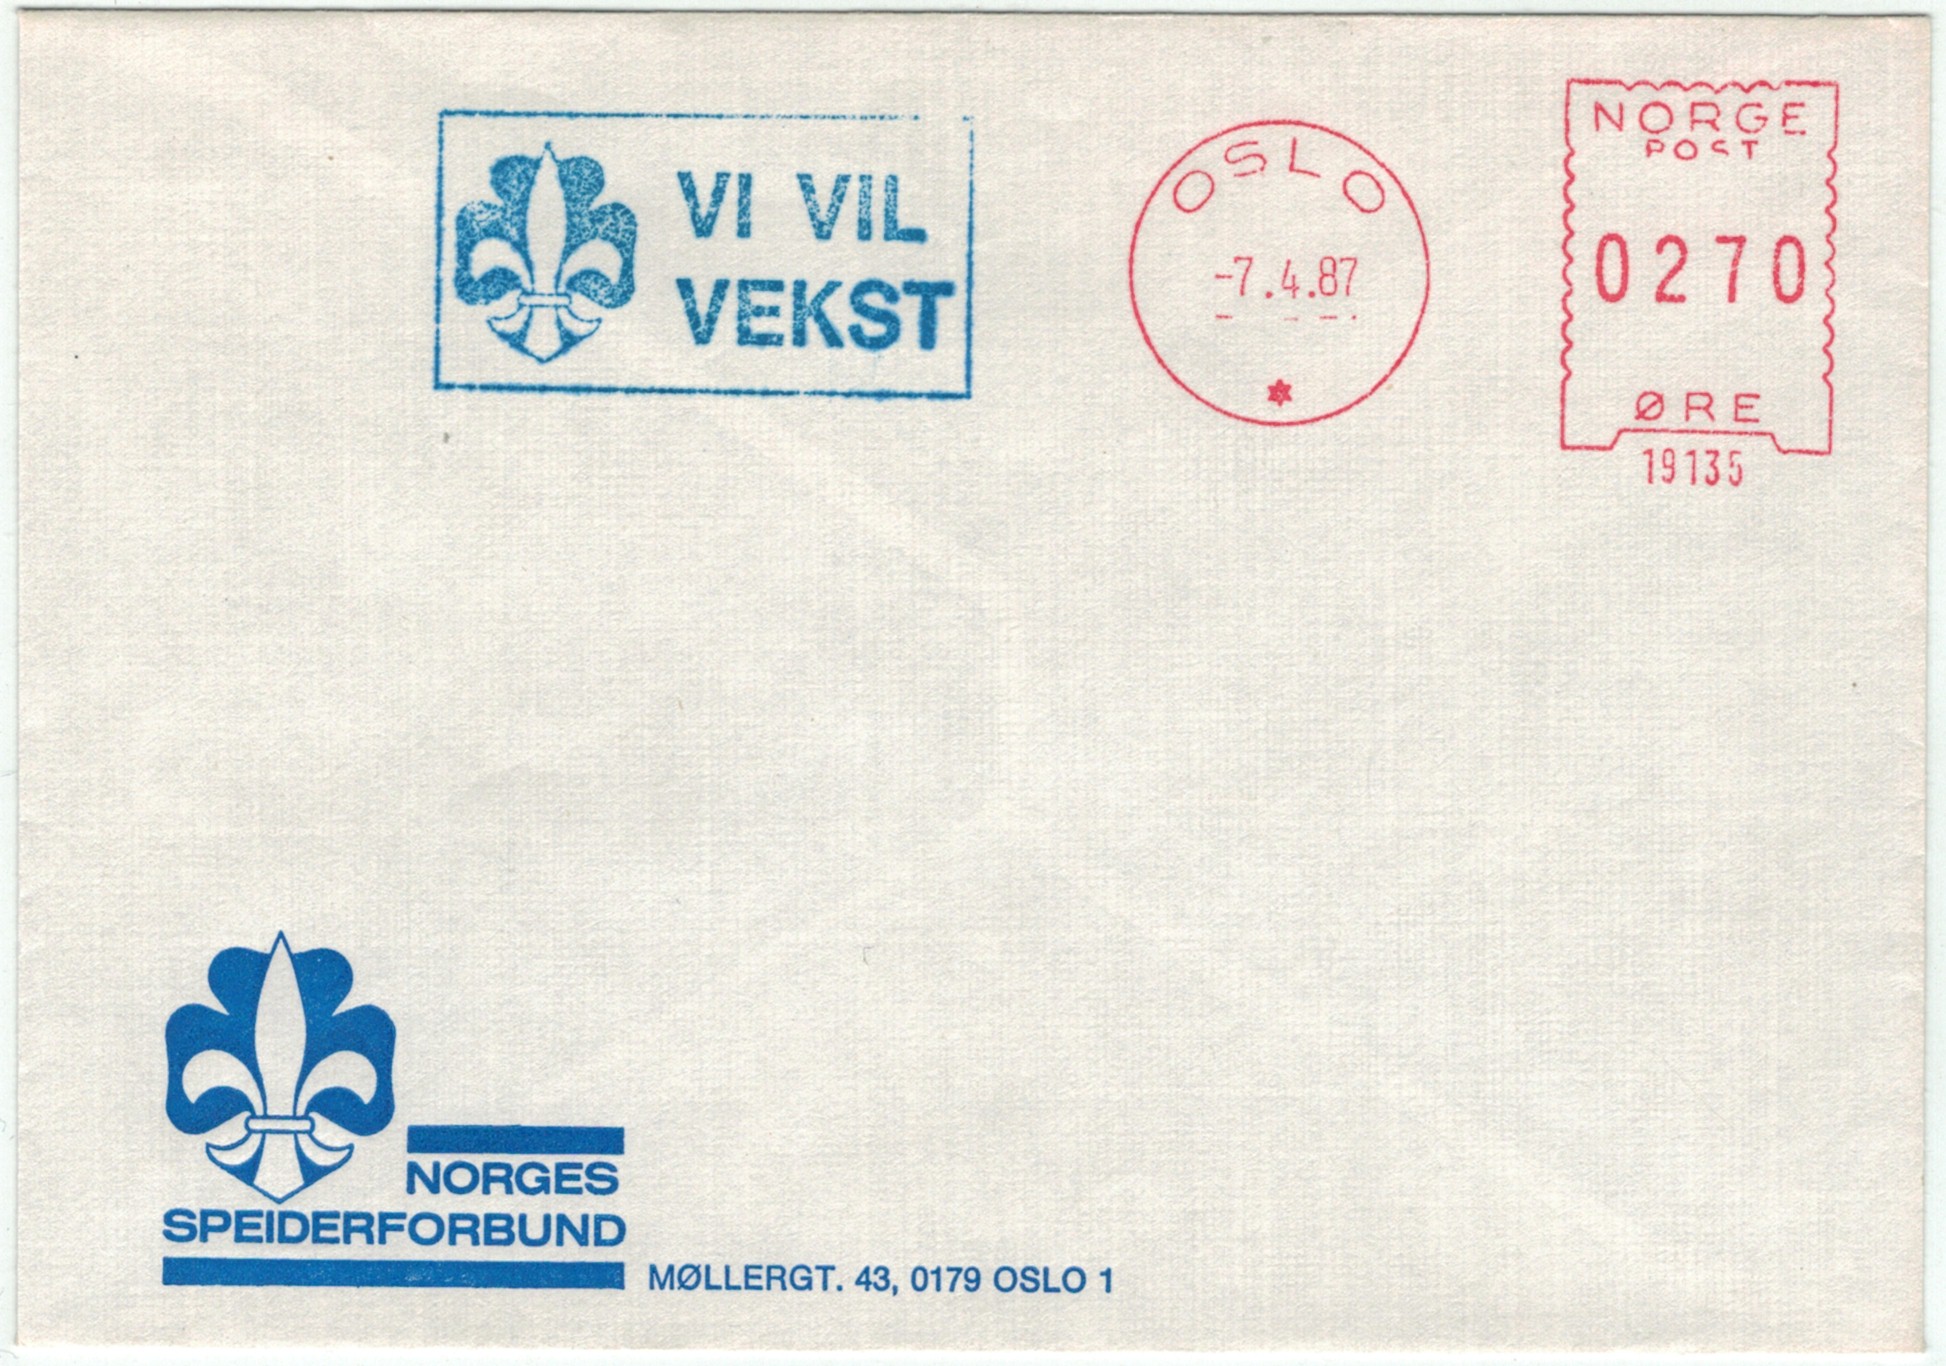 VI VIL
VEKST
OSLO
-7.4.87
NORGE
POST
0270
ØRE
19135
NORGES
SPEIDERFORBUND
MØLLERGT. 43, 0179 OSLO 1